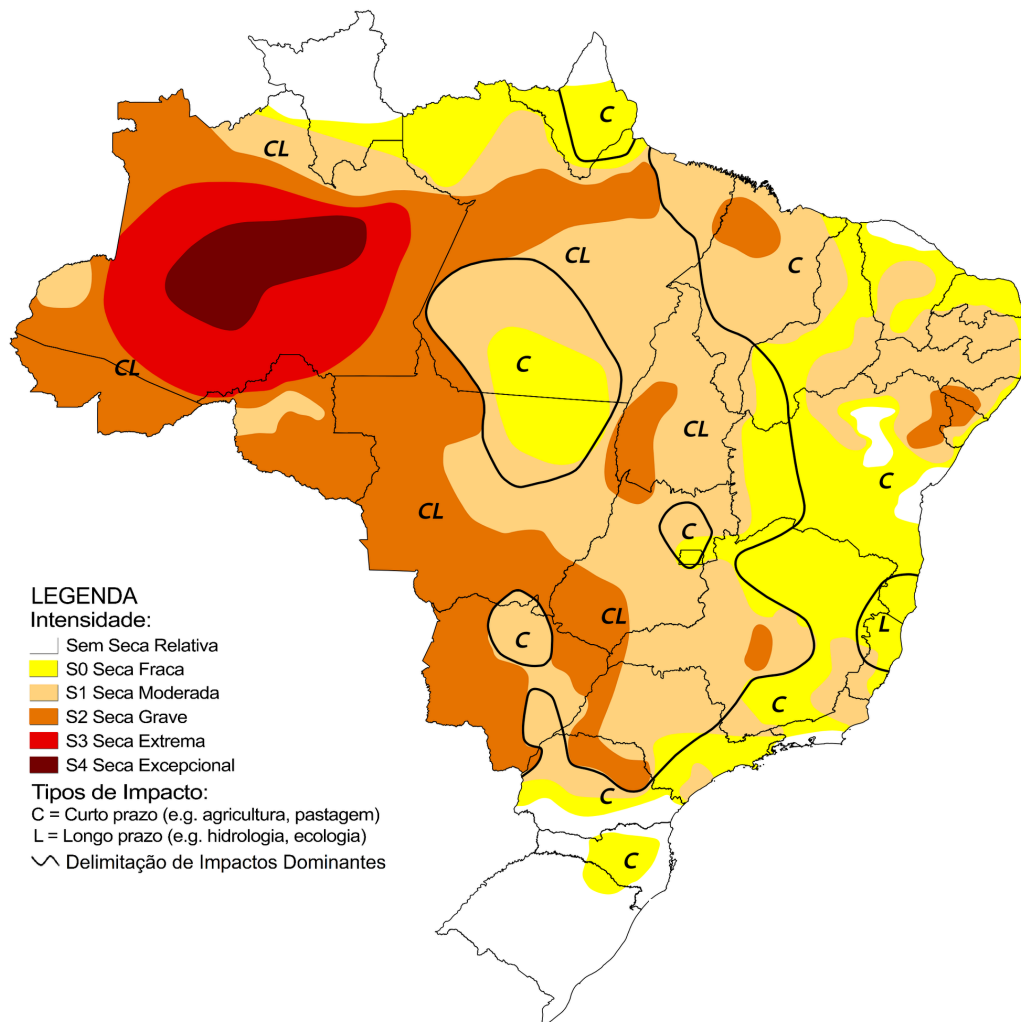 C
CL
CL
C
C
CL
CL
C
CL
C
CL
L
C
C
C
C
LEGENDA
Intensidade:
Sem Seca Relativa
S0 Seca Fraca
S1 Seca Moderada
S2 Seca Grave
S3 Seca Extrema
S4 Seca Excepcional
Tipos de Impacto:
C = Curto prazo (e.g. agricultura, pastagem)
L = Longo prazo (e.g. hidrologia, ecologia)
Delimitação de Impactos Dominantes